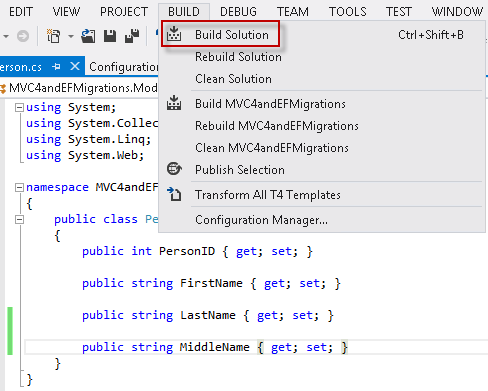 EDIT VIEW PROJECT BUILD DEBUG TEAM TOOLS TEST WINDOW
Build Solution Ctrl+Shift+B
Rebuild Solution
Clean Solution
Build MVC4andEFMigrations
Rebuild MVC4andEFMigrations
Clean MVC4andEFMigrations
Publish Selection
Transform All T4 Templates
Configuration Manager...
erson.cs Configuration
MVC4andEFMigrations.Mod
using System;
using System.Collec
using System.Linq;
using System.Web;
namespace MVC4andEF
{
public class Pe
{
public int PersonID { get; set; }
public string FirstName { get; set; }
public string LastName { get; set; }
public string MiddleName { get; set; }
}
}